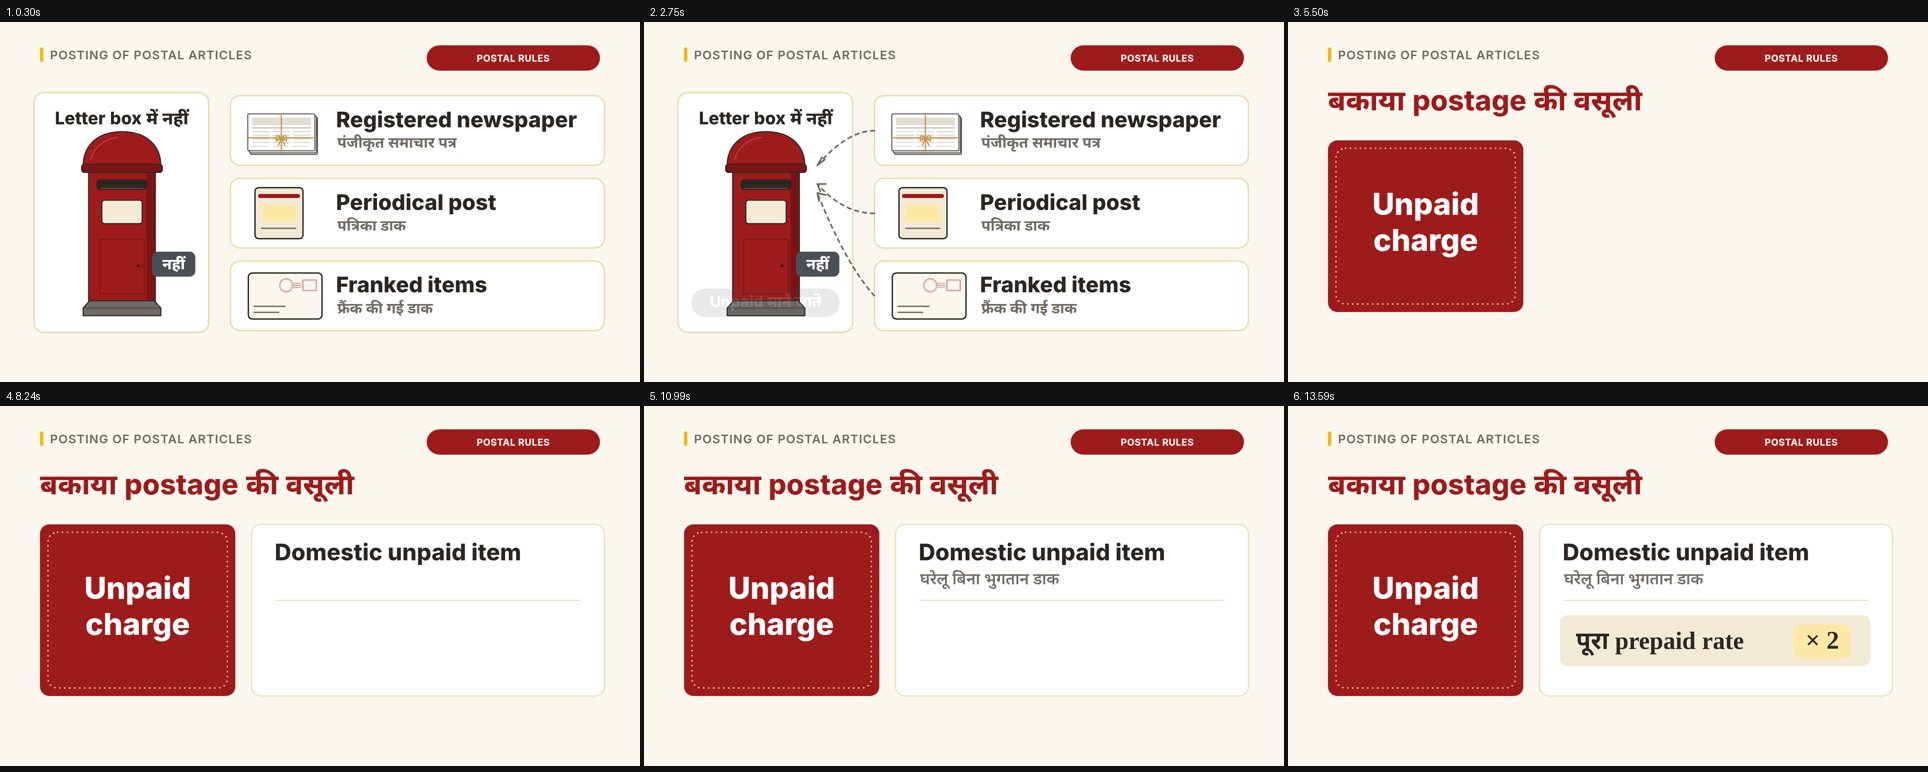 1. 0.30s
POSTING OF POSTAL ARTICLES
POSTAL RULES
Letter box में नहीं
नहीं
Registered newspaper
पंजीकृत समाचार पत्र
Periodical post
पत्रिका डाक
Franked items
फ्रैंक की गई डाक
2. 2.75s
POSTING OF POSTAL ARTICLES
POSTAL RULES
Letter box में नहीं
नहीं
Unpaid माने जाते
Registered newspaper
पंजीकृत समाचार पत्र
Periodical post
पत्रिका डाक
Franked items
फ्रैंक की गई डाक
3. 5.50s
POSTING OF POSTAL ARTICLES
POSTAL RULES
बकाया postage की वसूली
Unpaid
charge
4. 8.24s
POSTING OF POSTAL ARTICLES
POSTAL RULES
बकाया postage की वसूली
Unpaid
charge
Domestic unpaid item
5. 10.99s
POSTING OF POSTAL ARTICLES
POSTAL RULES
बकाया postage की वसूली
Unpaid
charge
Domestic unpaid item
घरेलू बिना भुगतान डाक
6. 13.59s
POSTING OF POSTAL ARTICLES
POSTAL RULES
बकाया postage की वसूली
Unpaid
charge
Domestic unpaid item
घरेलू बिना भुगतान डाक
पूरा prepaid rate × 2